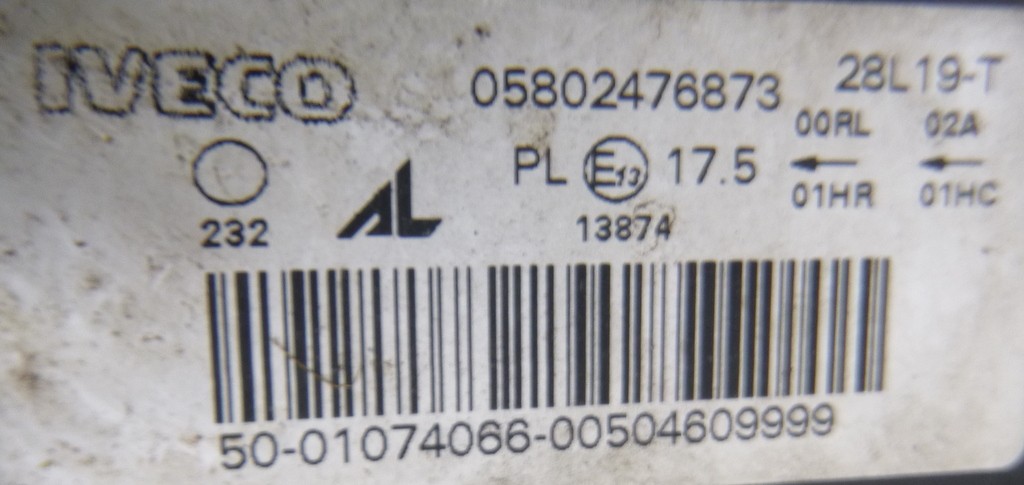 IVECO 05802476873 28L19-T
00RL 02A
PL E13 17.5
01HR 01HC
232 AL 13874
50-01074066-00504609999